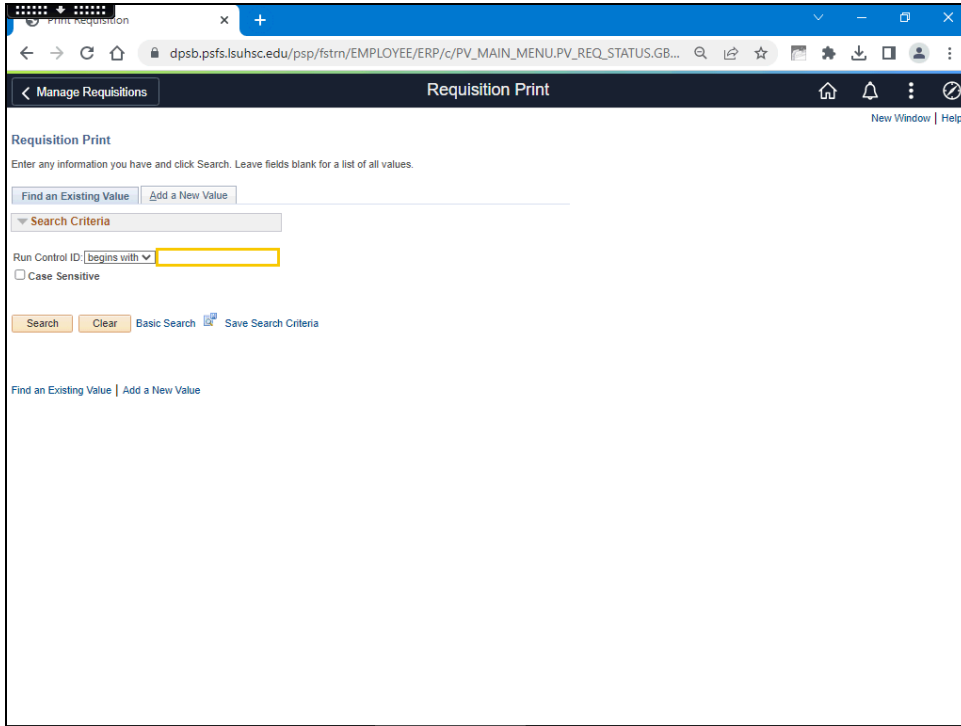 Print Requisition
dpsb.psfs.lsuhsc.edu/psp/fstrn/EMPLOYEE/ERP/c/PV_MAIN_MENU.PV_REQ_STATUS.GB...
Manage Requisitions
Requisition Print
New Window | Help
Requisition Print
Enter any information you have and click Search. Leave fields blank for a list of all values.
Find an Existing Value Add a New Value
Search Criteria
Run Control ID: begins with
Case Sensitive
Search Clear Basic Search Save Search Criteria
Find an Existing Value | Add a New Value